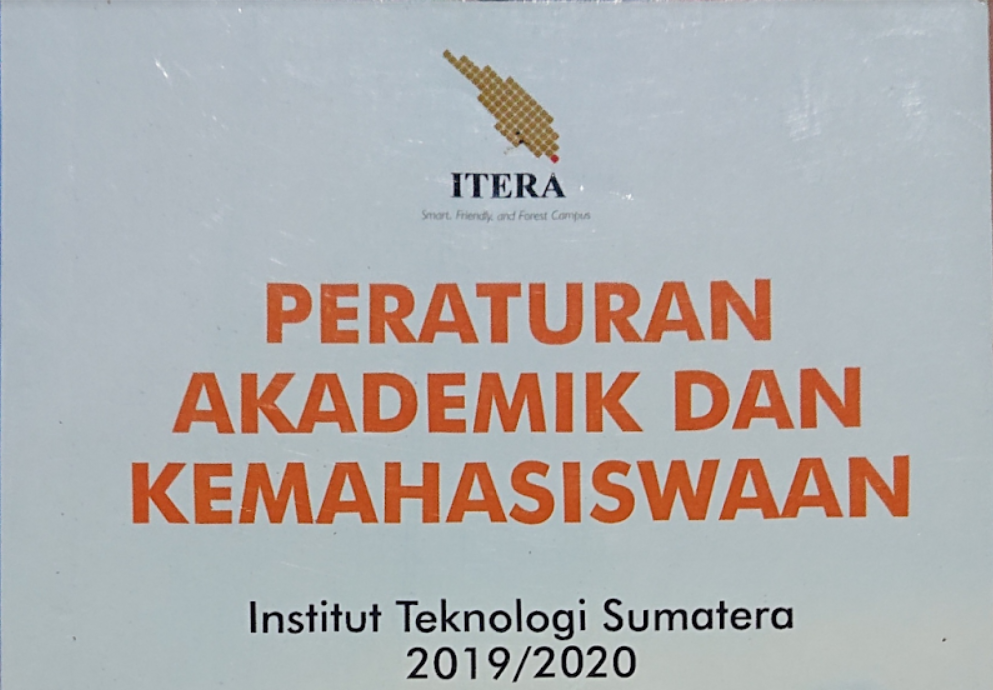 ITERA
Smart, Friendly, and Forest Campus
PERATURAN
AKADEMIK DAN
KEMAHASISWAAN
Institut Teknologi Sumatera
2019/2020